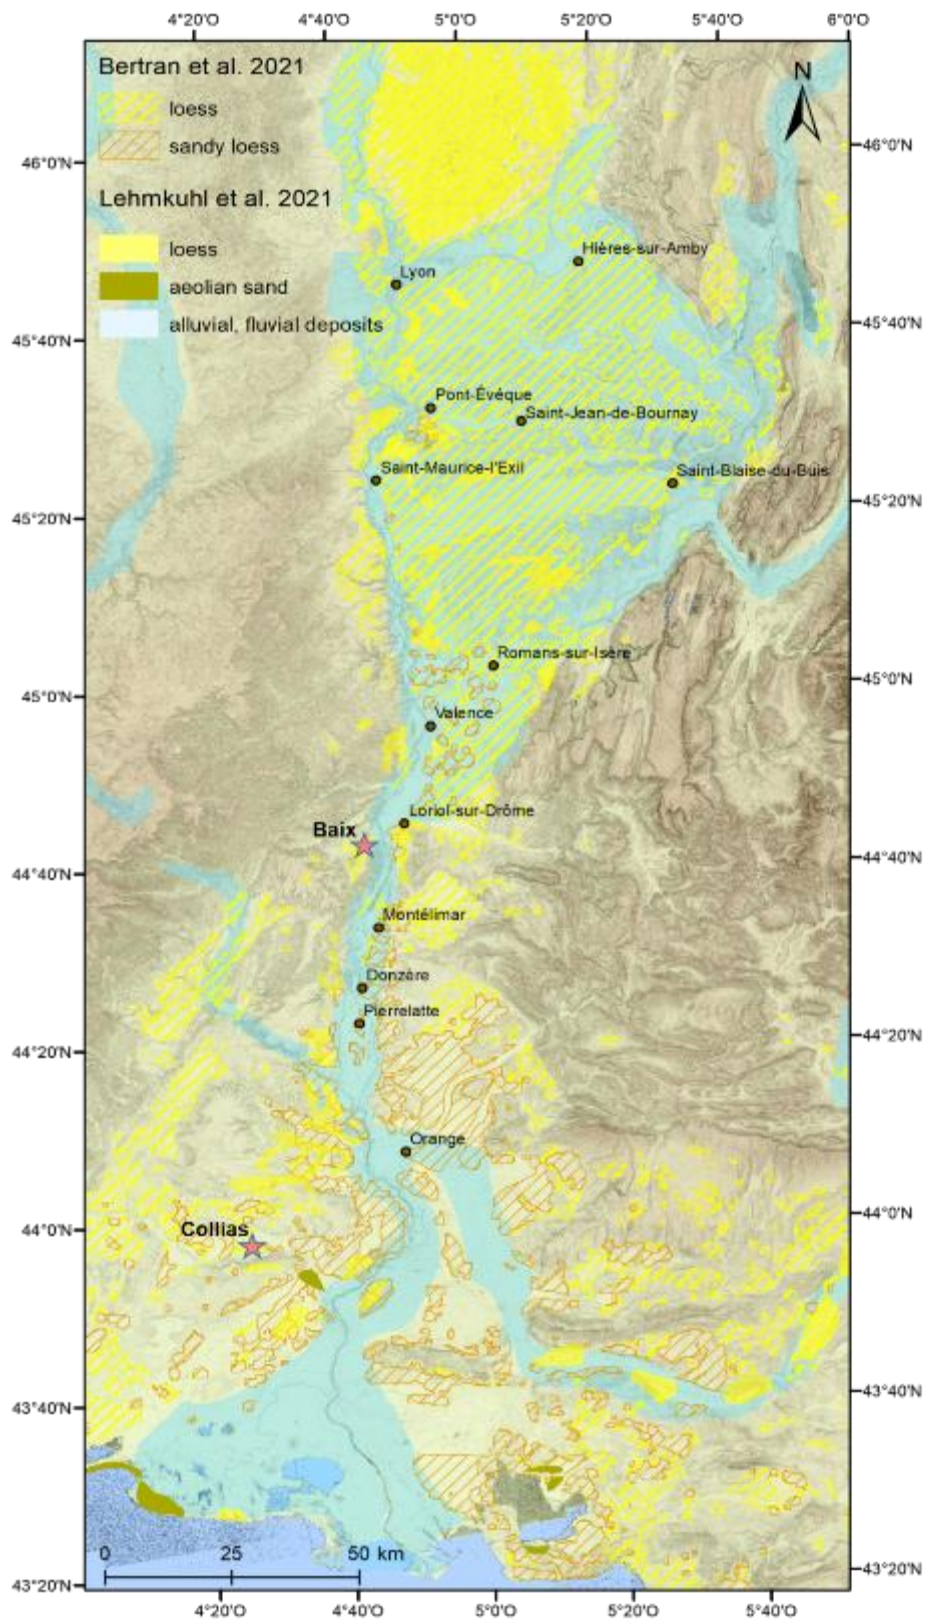 4°20'O 4°40'O 5°0'O 5°20'O 5°40'O 6°0'O
Bertran et al. 2021
loess
sandy loess
Lehmkuhl et al. 2021
loess
aeolian sand
alluvial, fluvial deposits
N
46°0'N
46°0'N
Hières-sur-Amby
Lyon
45°40'N
45°40'N
Pont-Évêque
Saint-Jean-de-Bournay
Saint-Maurice-l'Exil
Saint-Blaise-du-Buis
45°20'N
45°20'N
Romans-sur-Isère
45°0'N
45°0'N
Valence
Loriol-sur-Drôme
Baix
44°40'N
44°40'N
Montélimar
Donzère
Pierrelatte
44°20'N
44°20'N
Orange
44°0'N
44°0'N
Collias
43°40'N
43°40'N
0 25 50 km
43°20'N
43°20'N
4°20'O 4°40'O 5°0'O 5°20'O 5°40'O